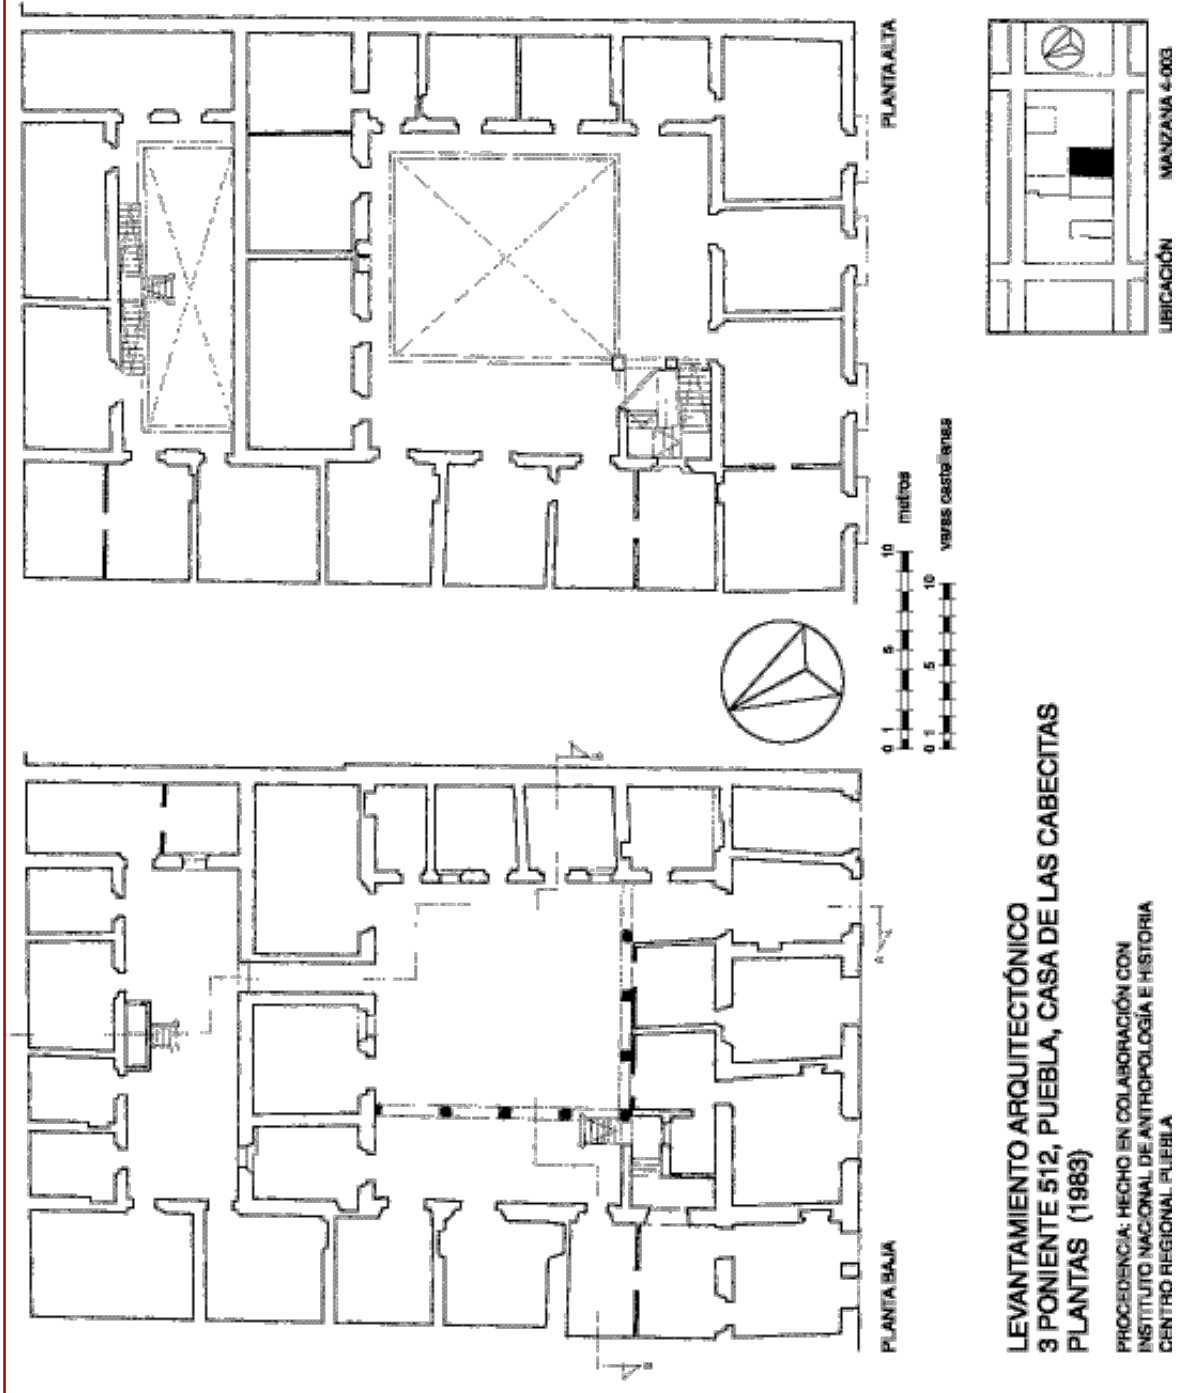 PLANTA ALTA
UBICACIÓN MANZANA 4-003
0 1 5 10 metros
0 1 5 10 varas castellanas
PLANTA BAJA
A
B
B
LEVANTAMIENTO ARQUITECTÓNICO
3 PONIENTE 512, PUEBLA, CASA DE LAS CABECITAS
PLANTAS (1983)
PROCEDENCIA: HECHO EN COLABORACIÓN CON
INSTITUTO NACIONAL DE ANTROPOLOGÍA E HISTORIA
CENTRO REGIONAL PUEBLA